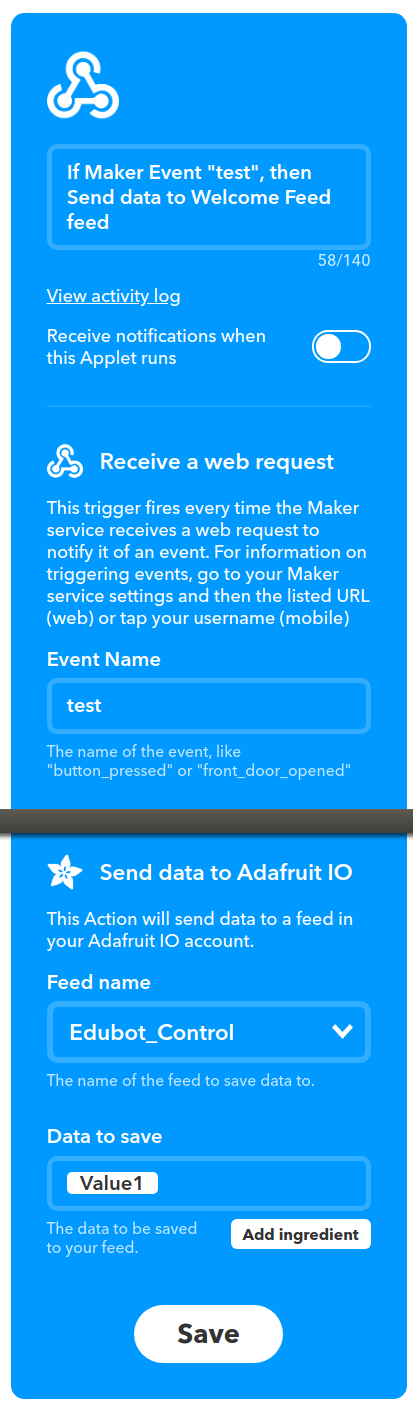 If Maker Event "test", then
Send data to Welcome Feed
feed
58/140
View activity log
Receive notifications when
this Applet runs
Receive a web request
This trigger fires every time the Maker
service receives a web request to
notify it of an event. For information on
triggering events, go to your Maker
service settings and then the listed URL
(web) or tap your username (mobile)
Event Name
test
The name of the event, like
"button_pressed" or "front_door_opened"
Send data to Adafruit IO
This Action will send data to a feed in
your Adafruit IO account.
Feed name
Edubot_Control
The name of the feed to save data to.
Data to save
Value1
The data to be saved
to your feed.
Add ingredient
Save